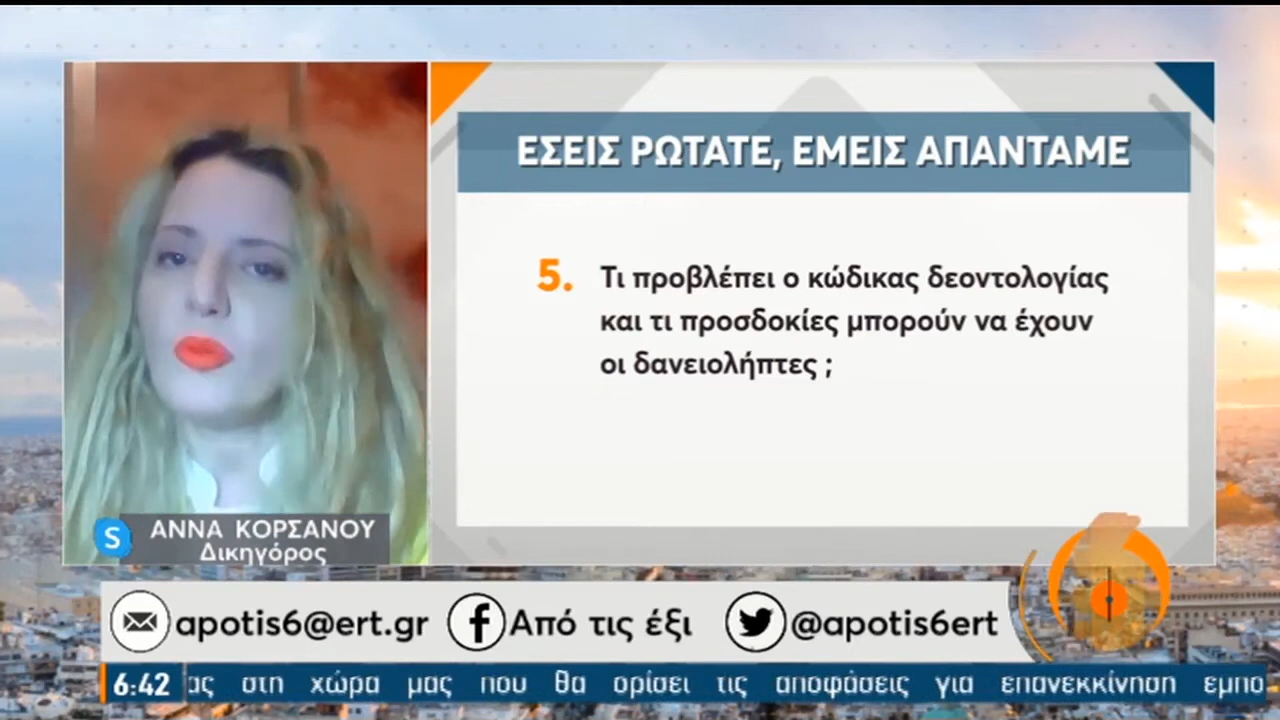 ΕΣΕΙΣ ΡΩΤΑΤΕ, ΕΜΕΙΣ ΑΠΑΝΤΑΜΕ
5. Τι προβλέπει ο κώδικας δεοντολογίας
και τι προσδοκίες μπορούν να έχουν
οι δανειολήπτες ;
S ΑΝΝΑ ΚΟΡΣΑΝΟΥ
Δικηγόρος
apotis6@ert.gr f Από τις έξι @apotis6ert
6:42 ας στη χώρα μας που θα ορίσει τις αποφάσεις για επανεκκίνηση εμπο